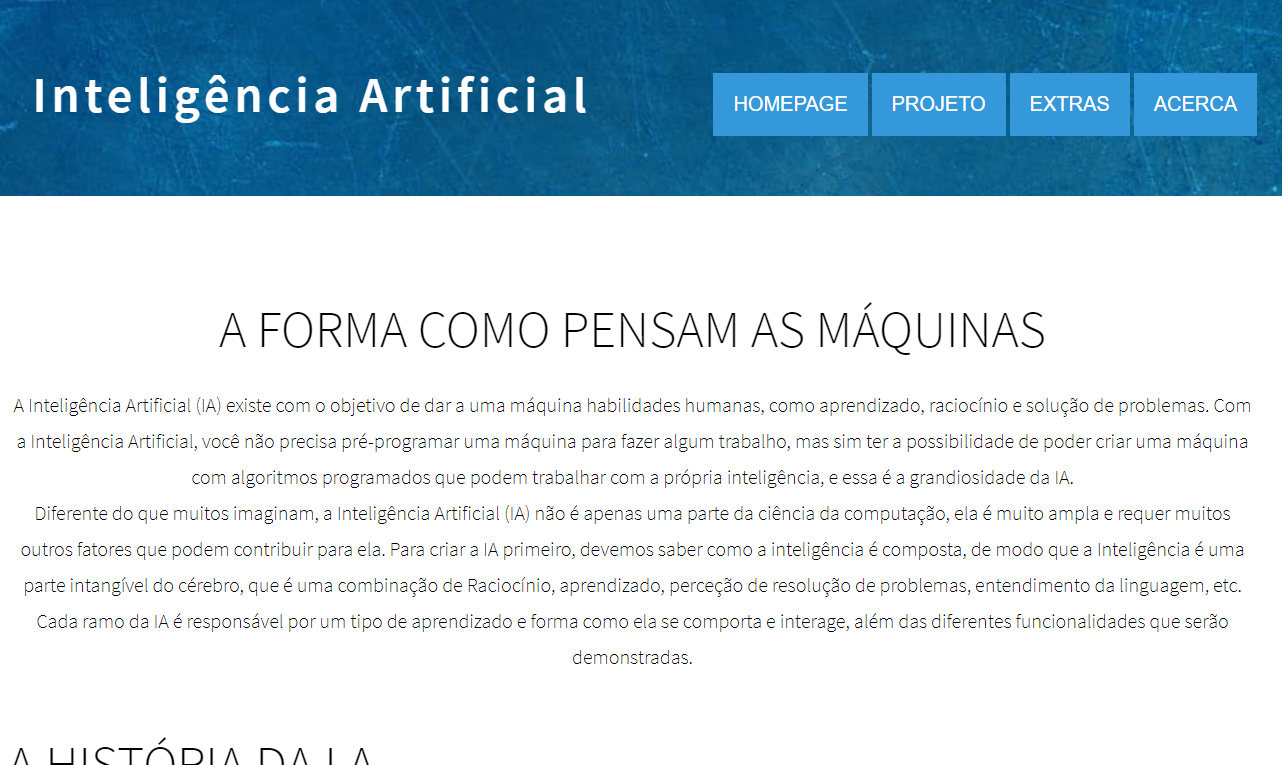 Inteligência Artificial
HOMEPAGE PROJETO EXTRAS ACERCA
A FORMA COMO PENSAM AS MÁQUINAS
A Inteligência Artificial (IA) existe com o objetivo de dar a uma máquina habilidades humanas, como aprendizado, raciocínio e solução de problemas. Com
a Inteligência Artificial, você não precisa pré-programar uma máquina para fazer algum trabalho, mas sim ter a possibilidade de poder criar uma máquina
com algoritmos programados que podem trabalhar com a própria inteligência, e essa é a grandiosidade da IA.
Diferente do que muitos imaginam, a Inteligência Artificial (IA) não é apenas uma parte da ciência da computação, ela é muito ampla e requer muitos
outros fatores que podem contribuir para ela. Para criar a IA primeiro, devemos saber como a inteligência é composta, de modo que a Inteligência é uma
parte intangível do cérebro, que é uma combinação de Raciocínio, aprendizado, perceção de resolução de problemas, entendimento da linguagem, etc.
Cada ramo da IA é responsável por um tipo de aprendizado e forma como ela se comporta e interage, além das diferentes funcionalidades que serão
demonstradas.
A HISTÓRIA DA I.A